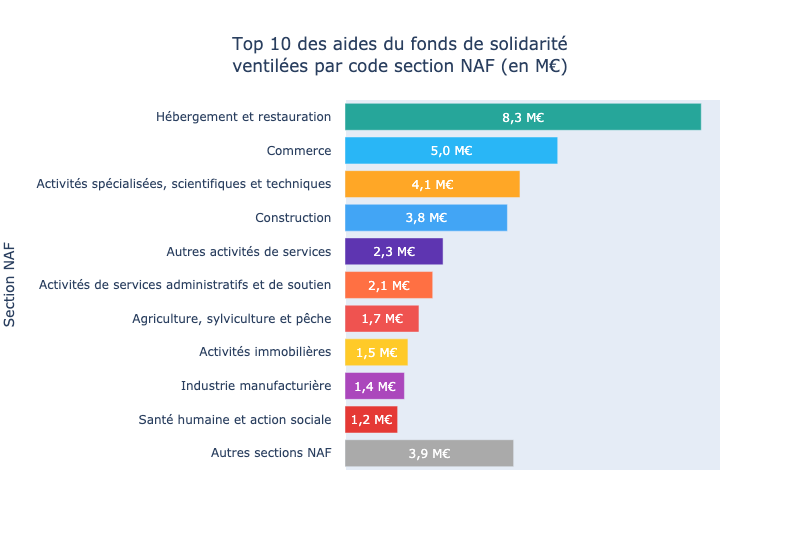 Top 10 des aides du fonds de solidarité
ventilées par code section NAF (en M€)
Section NAF
Hébergement et restauration 8,3 M€
Commerce 5,0 M€
Activités spécialisées, scientifiques et techniques 4,1 M€
Construction 3,8 M€
Autres activités de services 2,3 M€
Activités de services administratifs et de soutien 2,1 M€
Agriculture, sylviculture et pêche 1,7 M€
Activités immobilières 1,5 M€
Industrie manufacturière 1,4 M€
Santé humaine et action sociale 1,2 M€
Autres sections NAF 3,9 M€